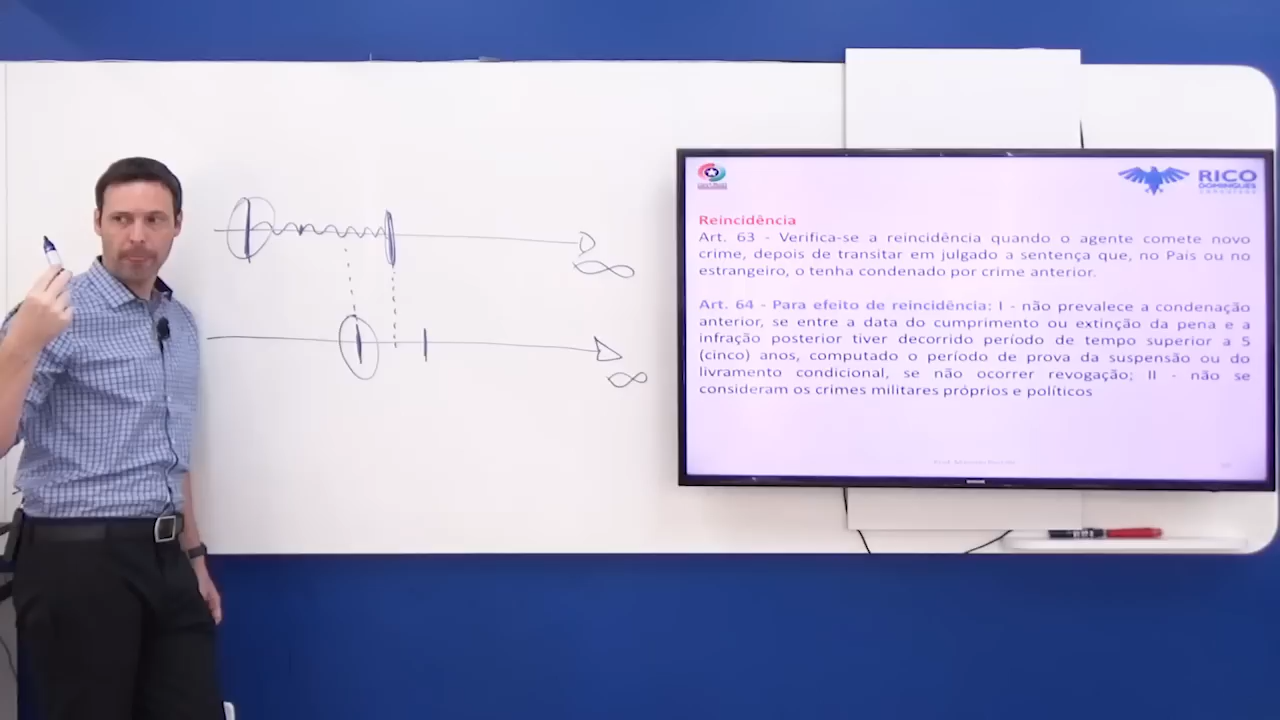 RICO
DOMINGUES
Reincidência
Art. 63 - Verifica-se a reincidência quando o agente comete novo
crime, depois de transitar em julgado a sentença que, no País ou no
estrangeiro, o tenha condenado por crime anterior.
Art. 64 - Para efeito de reincidência: I - não prevalece a condenação
anterior, se entre a data do cumprimento ou extinção da pena e a
infração posterior tiver decorrido período de tempo superior a 5
(cinco) anos, computado o período de prova da suspensão ou do
livramento condicional, se não ocorrer revogação; II - não se
consideram os crimes militares próprios e políticos
∞
∞